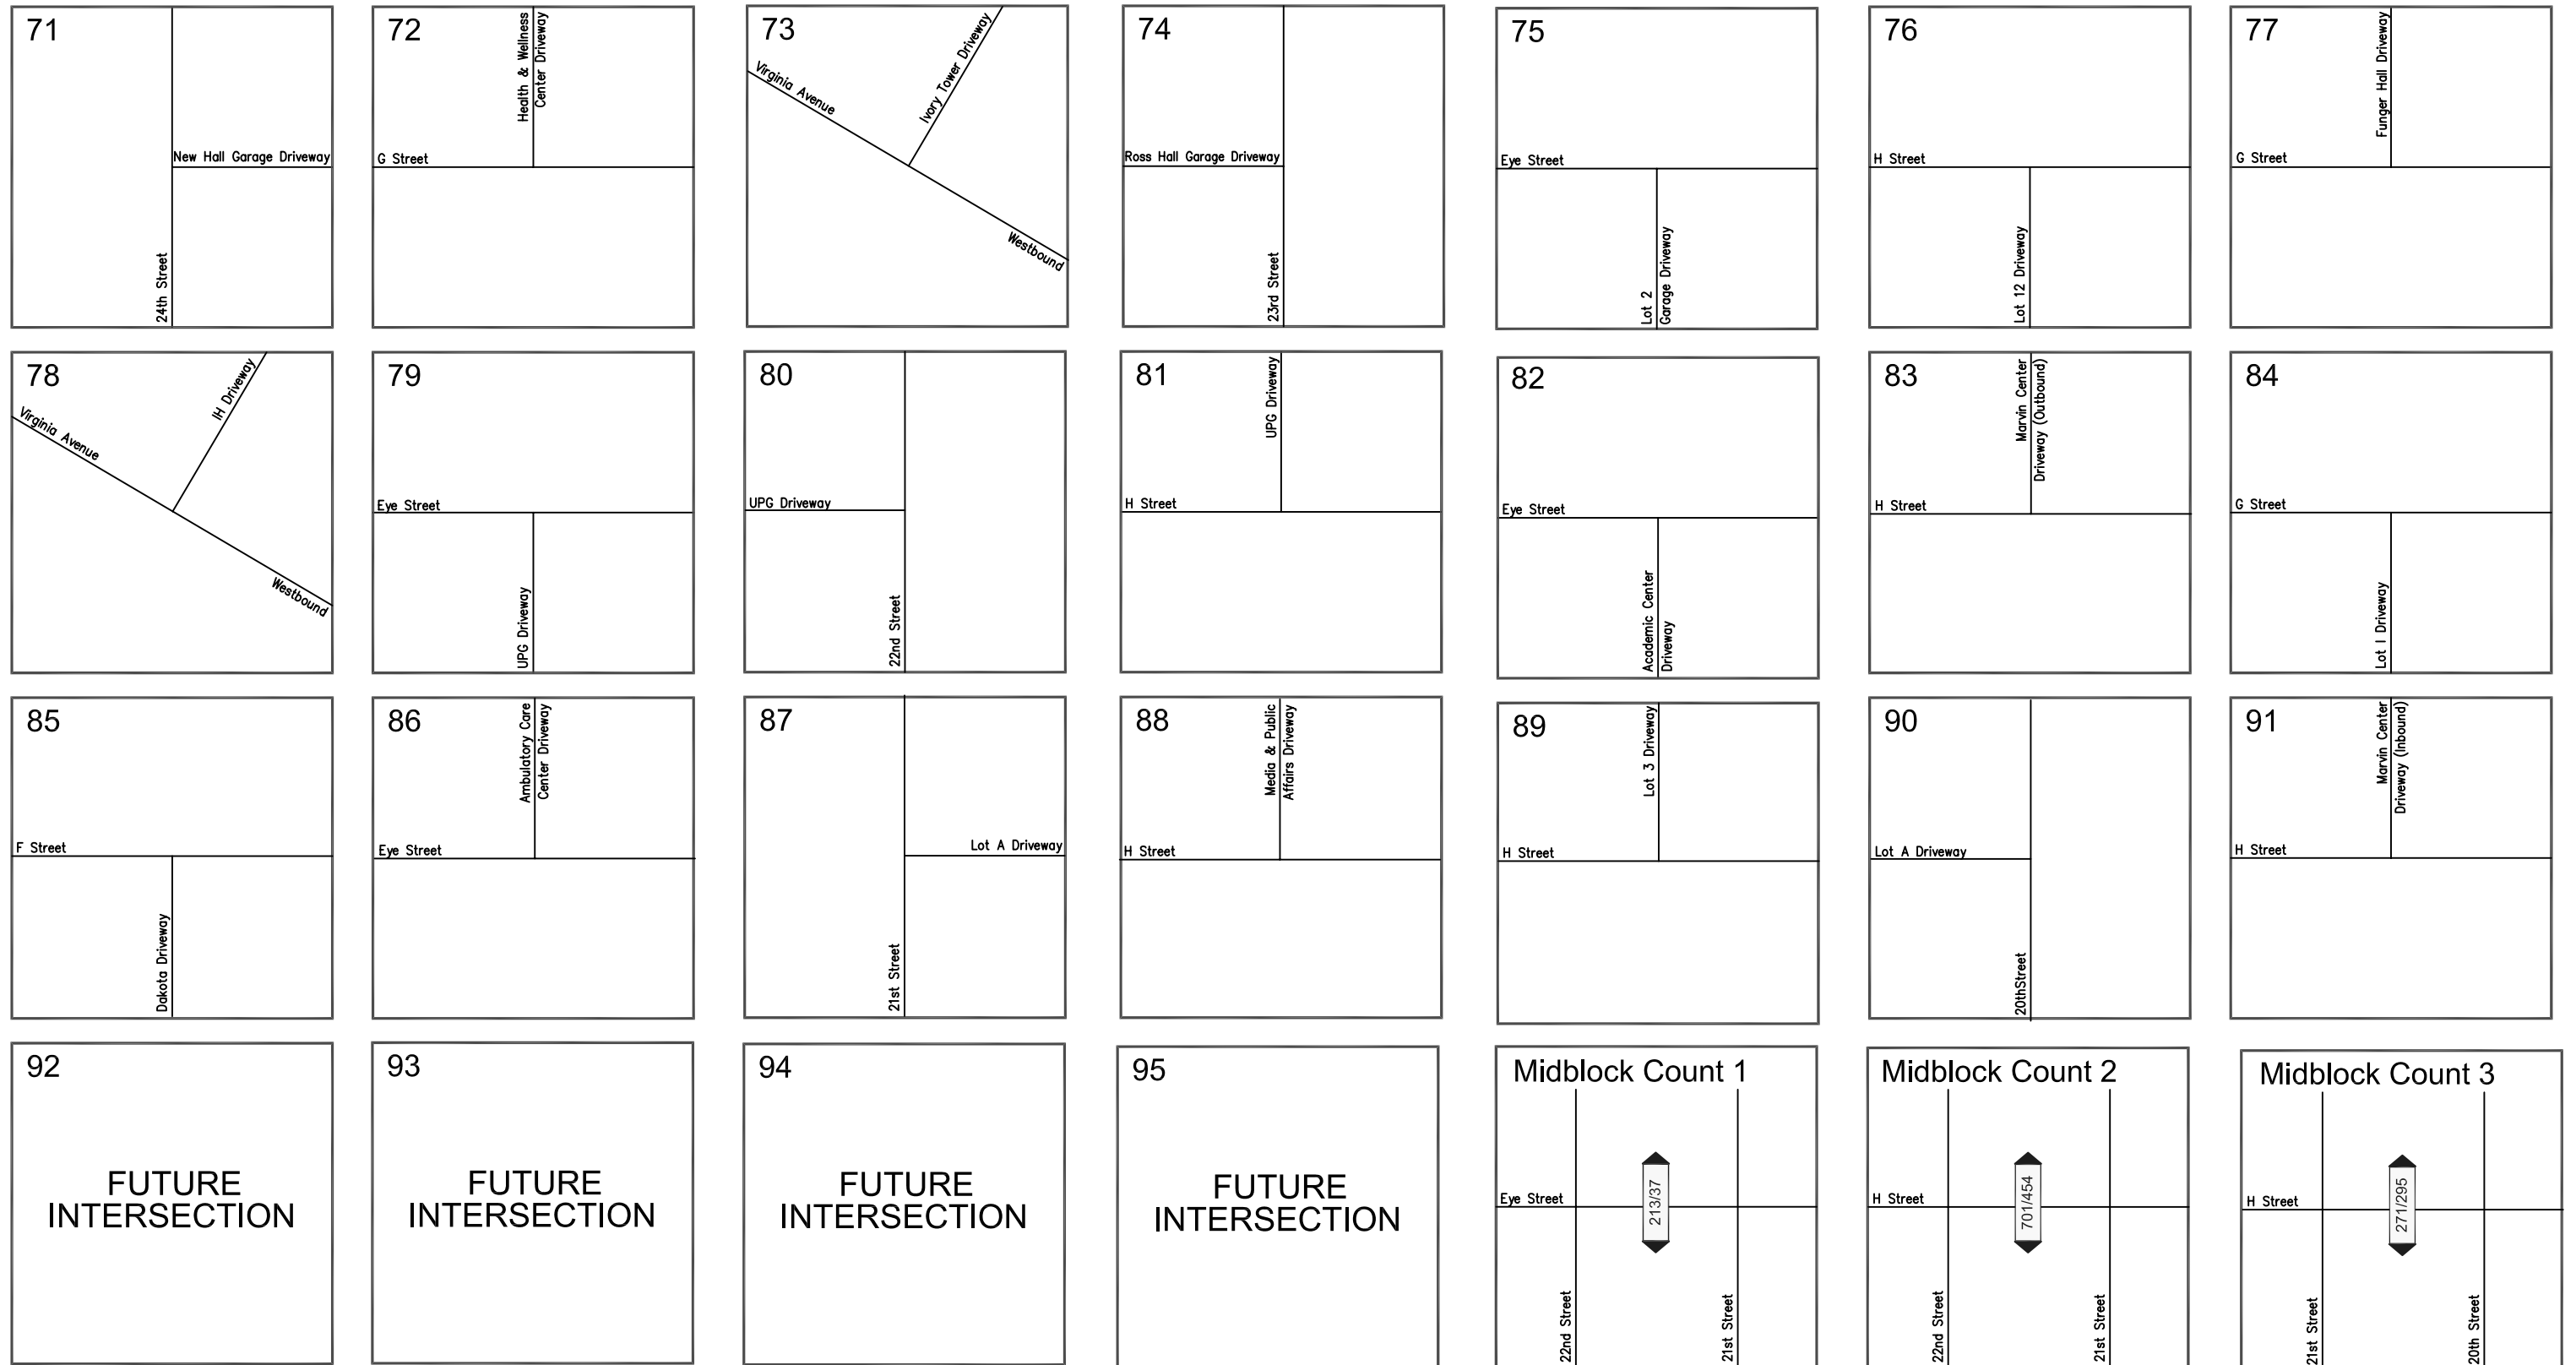 71
New Hall Garage Driveway
24th Street
72
Health & Wellness
Center Driveway
G Street
73
Virginia Avenue
Ivory Tower Driveway
Westbound
74
Ross Hall Garage Driveway
23rd Street
75
Eye Street
Lot 2
Garage Driveway
76
H Street
Lot 12 Driveway
77
Funger Hall Driveway
G Street
78
Virginia Avenue
IH Driveway
Westbound
79
Eye Street
UPG Driveway
80
UPG Driveway
22nd Street
81
UPG Driveway
H Street
82
Eye Street
Academic Center
Driveway
83
Marvin Center
Driveway (Outbound)
H Street
84
G Street
Lot I Driveway
85
F Street
Dakota Driveway
86
Ambulatory Care
Center Driveway
Eye Street
87
Lot A Driveway
21st Street
88
Media & Public
Affairs Driveway
H Street
89
Lot 3 Driveway
H Street
90
Lot A Driveway
20thStreet
91
Marvin Center
Driveway (Inbound)
H Street
92
FUTURE
INTERSECTION
93
FUTURE
INTERSECTION
94
FUTURE
INTERSECTION
95
FUTURE
INTERSECTION
Midblock Count 1
Eye Street
213/37
22nd Street
21st Street
Midblock Count 2
H Street
701/454
22nd Street
21st Street
Midblock Count 3
H Street
271/295
21st Street
20th Street